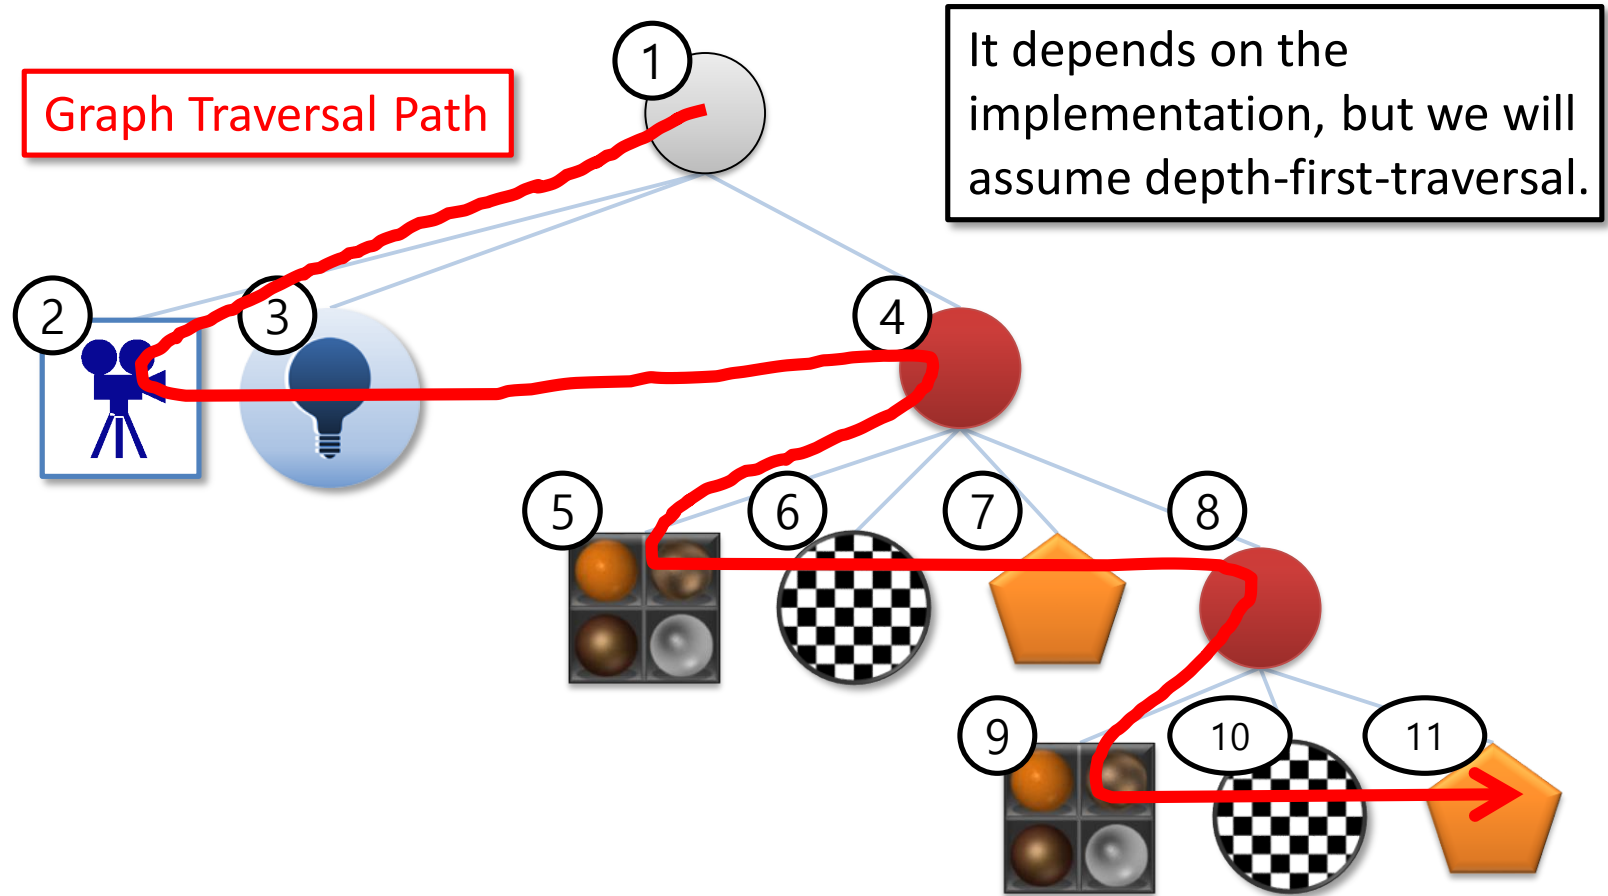 1
Graph Traversal Path
It depends on the
implementation, but we will
assume depth-first-traversal.
2
3
4
5
6
7
8
9
10
11